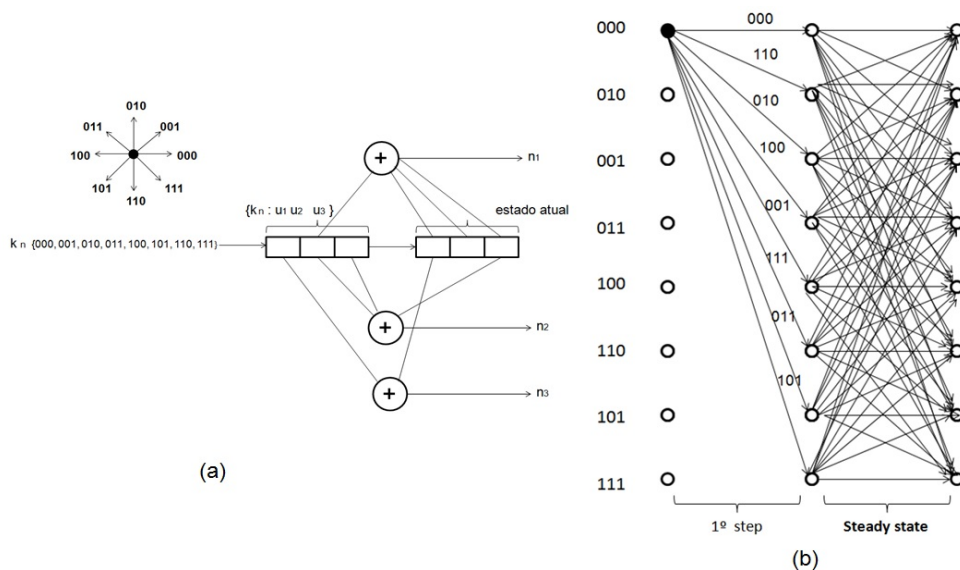 010
011
001
100
000
101
111
110
{k n : u1 u2 u3 }
estado atual
k n {000, 001, 010, 011, 100, 101, 110, 111}
+
n1
+
n2
+
n3
(a)
000
010
001
011
100
110
101
111
000
110
010
100
001
111
011
101
1º step
Steady state
(b)